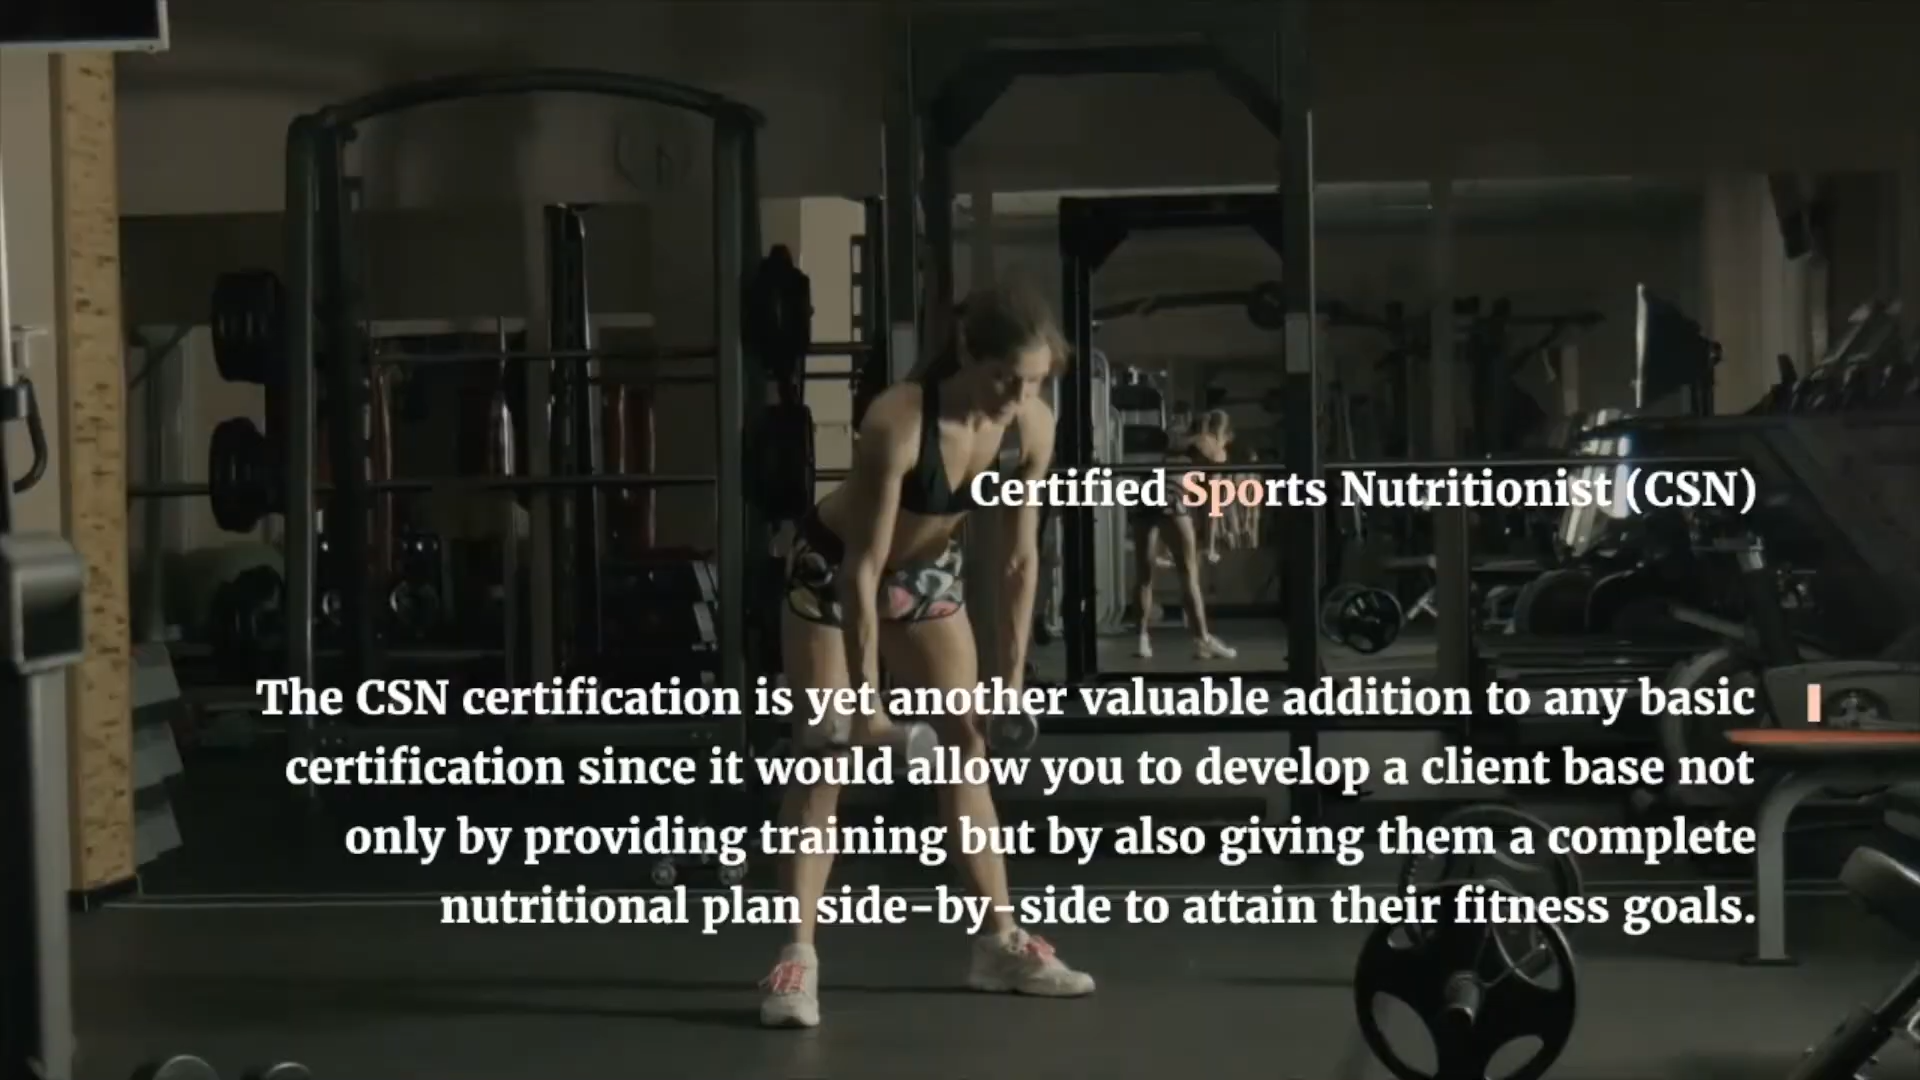 Certified Sports Nutritionist (CSN)
The CSN certification is yet another valuable addition to any basic
certification since it would allow you to develop a client base not
only by providing training but by also giving them a complete
nutritional plan side-by-side to attain their fitness goals.